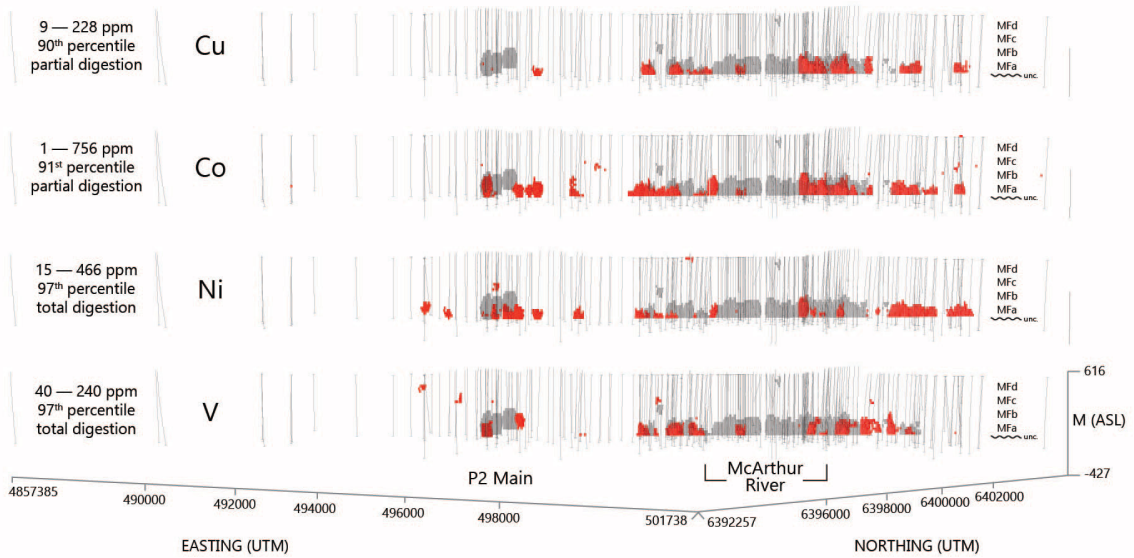 9 — 228 ppm
90th percentile
partial digestion
Cu
MFd
MFc
MFb
MFa
unc.
1 — 756 ppm
91st percentile
partial digestion
Co
MFd
MFc
MFb
MFa
unc.
15 — 466 ppm
97th percentile
total digestion
Ni
MFd
MFc
MFb
MFa
unc.
40 — 240 ppm
97th percentile
total digestion
V
MFd
MFc
MFb
MFa
unc.
616
M (ASL)
-427
P2 Main
McArthur
River
4857385
490000
492000
494000
496000
498000
501738
6392257
6396000
6398000
6400000
6402000
EASTING (UTM)
NORTHING (UTM)